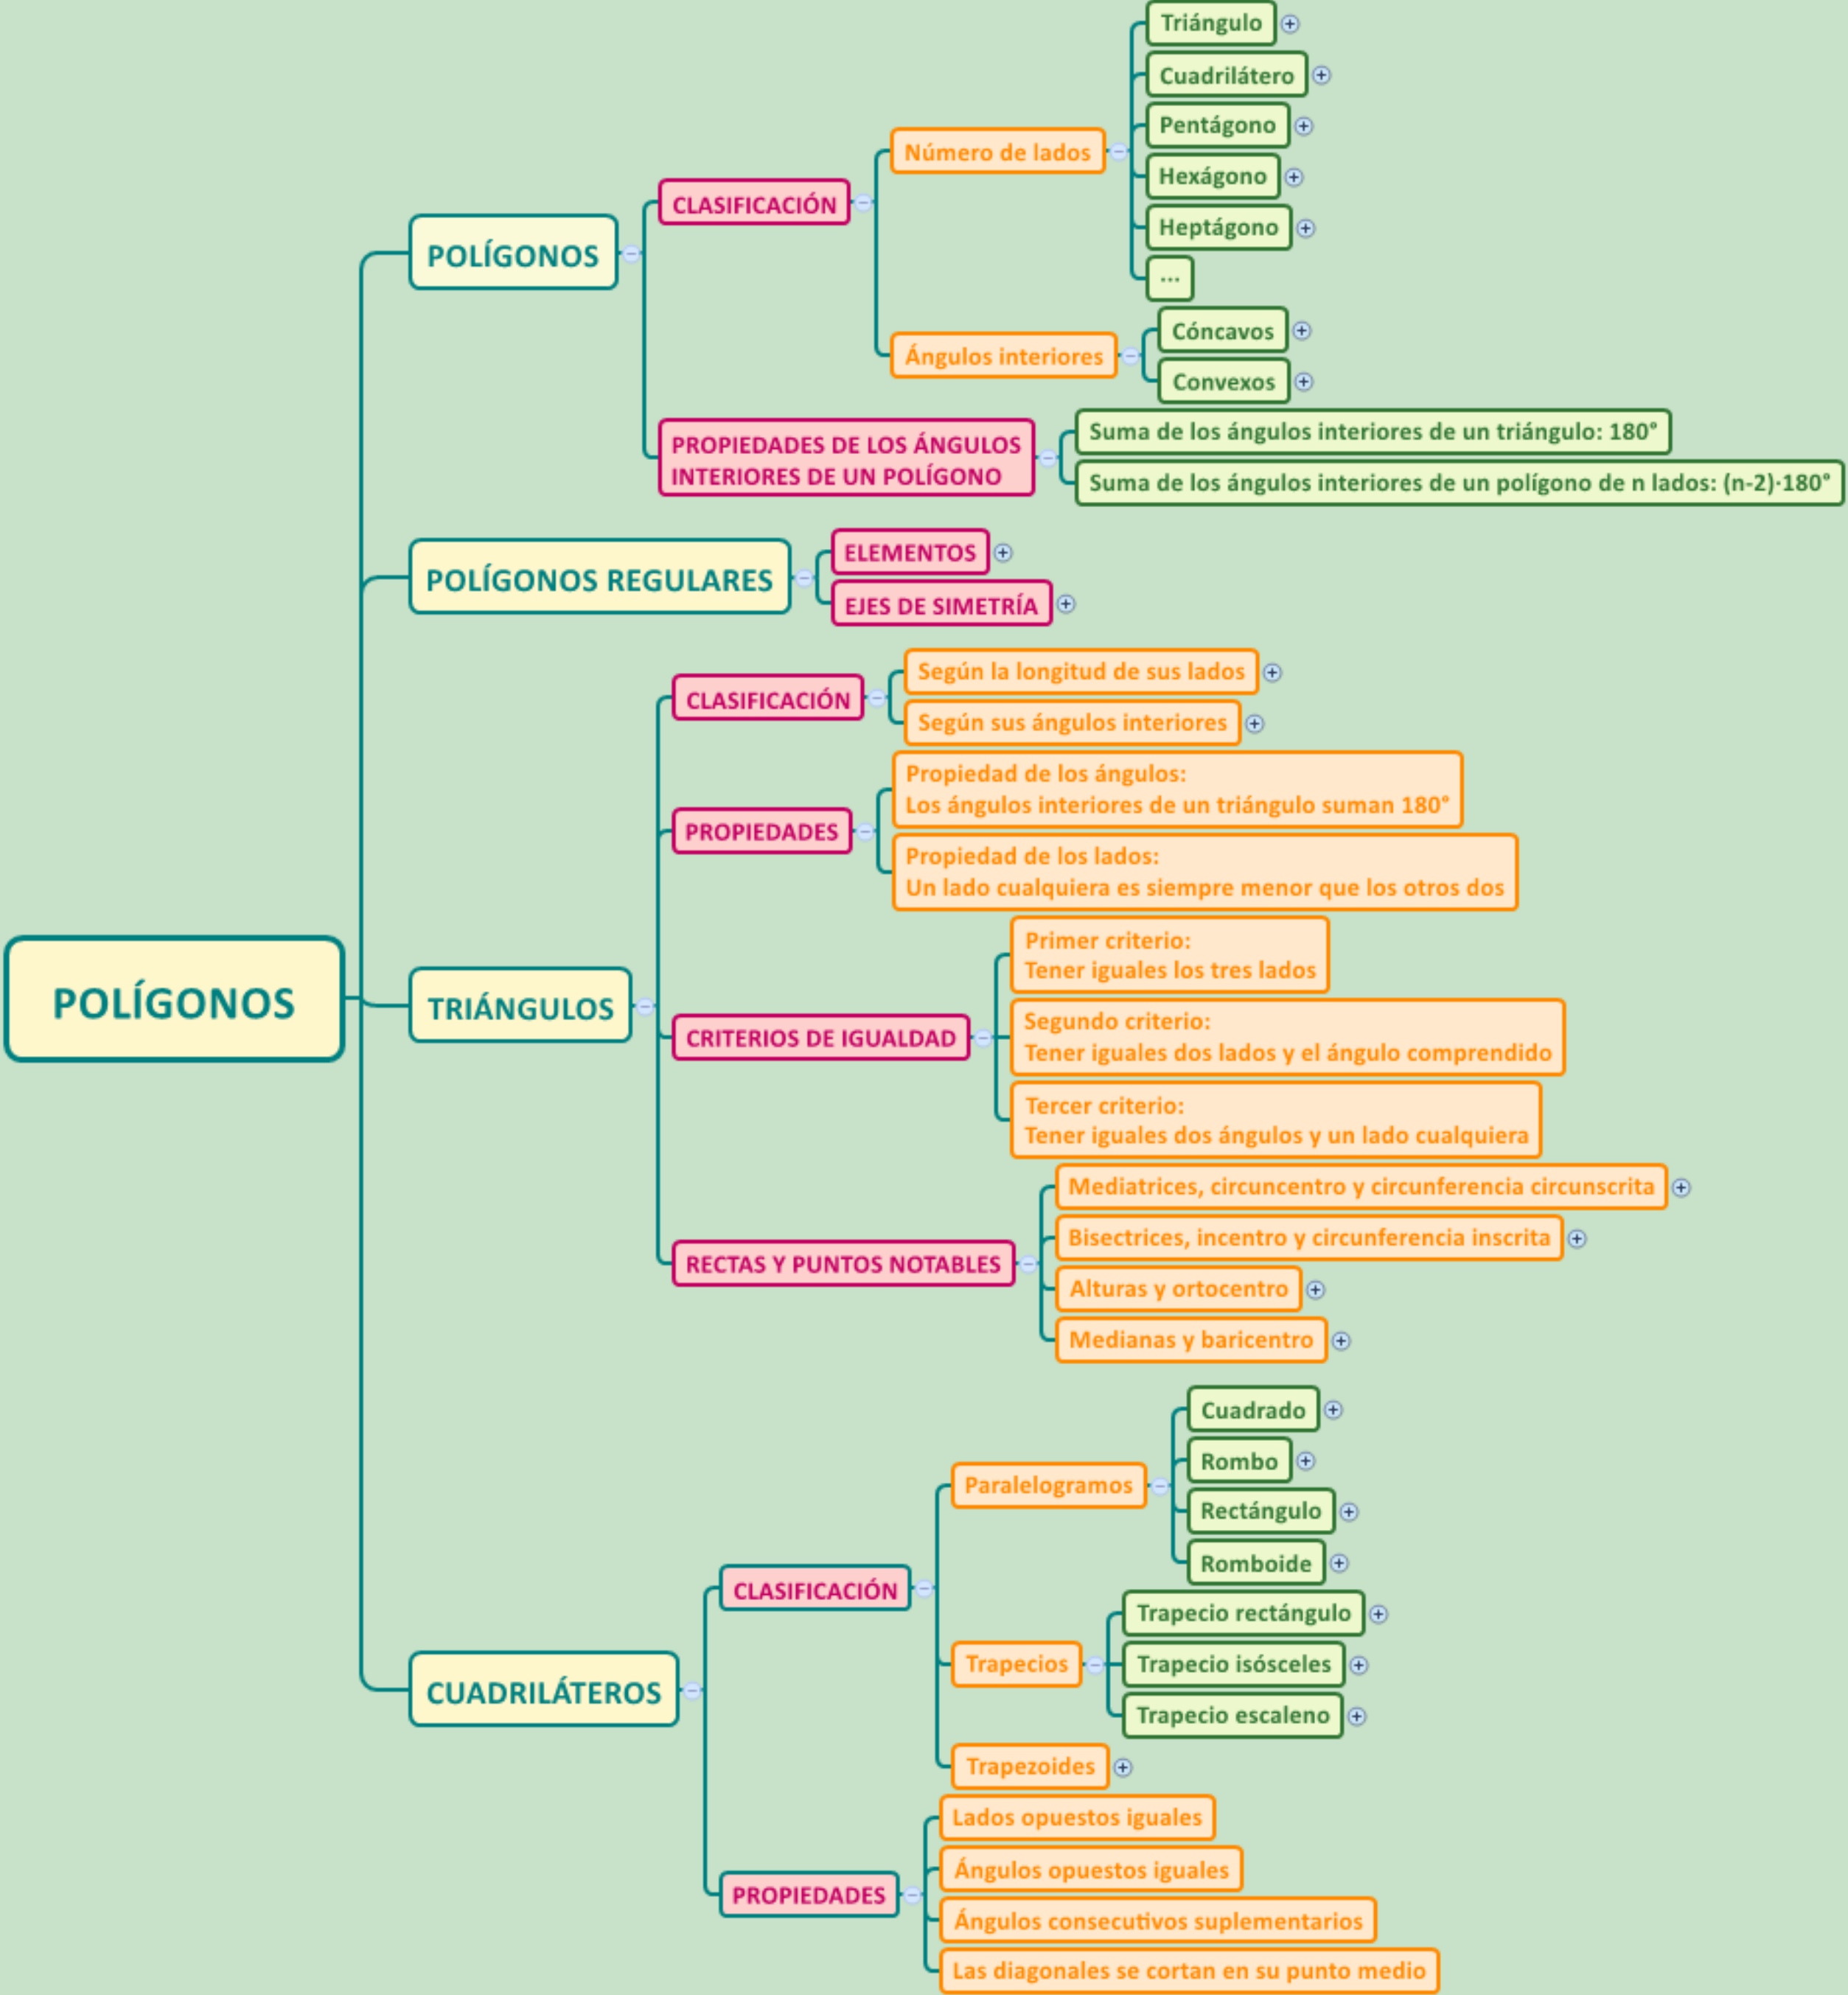 POLÍGONOS
POLÍGONOS
CLASIFICACIÓN
Número de lados
Triángulo
Cuadrilátero
Pentágono
Hexágono
Heptágono
...
Ángulos interiores
Cóncavos
Convexos
PROPIEDADES DE LOS ÁNGULOS
INTERIORES DE UN POLÍGONO
Suma de los ángulos interiores de un triángulo: 180°
Suma de los ángulos interiores de un polígono de n lados: (n-2)·180°
POLÍGONOS REGULARES
ELEMENTOS
EJES DE SIMETRÍA
TRIÁNGULOS
CLASIFICACIÓN
Según la longitud de sus lados
Según sus ángulos interiores
PROPIEDADES
Propiedad de los ángulos:
Los ángulos interiores de un triángulo suman 180°
Propiedad de los lados:
Un lado cualquiera es siempre menor que los otros dos
CRITERIOS DE IGUALDAD
Primer criterio:
Tener iguales los tres lados
Segundo criterio:
Tener iguales dos lados y el ángulo comprendido
Tercer criterio:
Tener iguales dos ángulos y un lado cualquiera
RECTAS Y PUNTOS NOTABLES
Mediatrices, circuncentro y circunferencia circunscrita
Bisectrices, incentro y circunferencia inscrita
Alturas y ortocentro
Medianas y baricentro
CUADRILÁTEROS
CLASIFICACIÓN
Paralelogramos
Cuadrado
Rombo
Rectángulo
Romboide
Trapecios
Trapecio rectángulo
Trapecio isósceles
Trapecio escaleno
Trapezoides
PROPIEDADES
Lados opuestos iguales
Ángulos opuestos iguales
Ángulos consecutivos suplementarios
Las diagonales se cortan en su punto medio